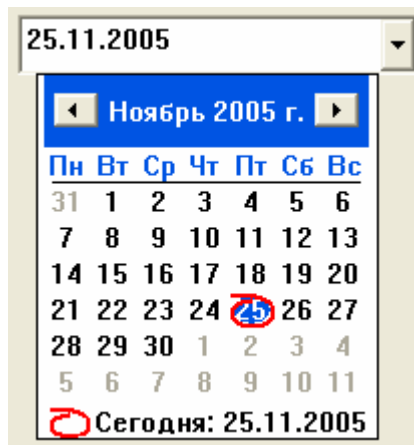 25.11.2005
Ноябрь 2005 г.
Пн Вт Ср Чт Пт Сб Вс
31 1 2 3 4 5 6
7 8 9 10 11 12 13
14 15 16 17 18 19 20
21 22 23 24 25 26 27
28 29 30 1 2 3 4
5 6 7 8 9 10 11
Сегодня: 25.11.2005